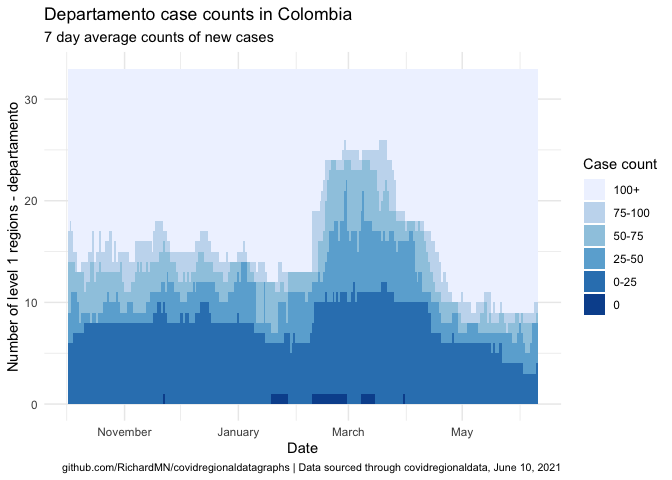 Departamento case counts in Colombia
7 day average counts of new cases
Number of level 1 regions - departamento
30
20
10
0
November
January
March
May
Date
Case count
100+
75-100
50-75
25-50
0-25
0
github.com/RichardMN/covidregionaldatagraphs | Data sourced through covidregionaldata, June 10, 2021